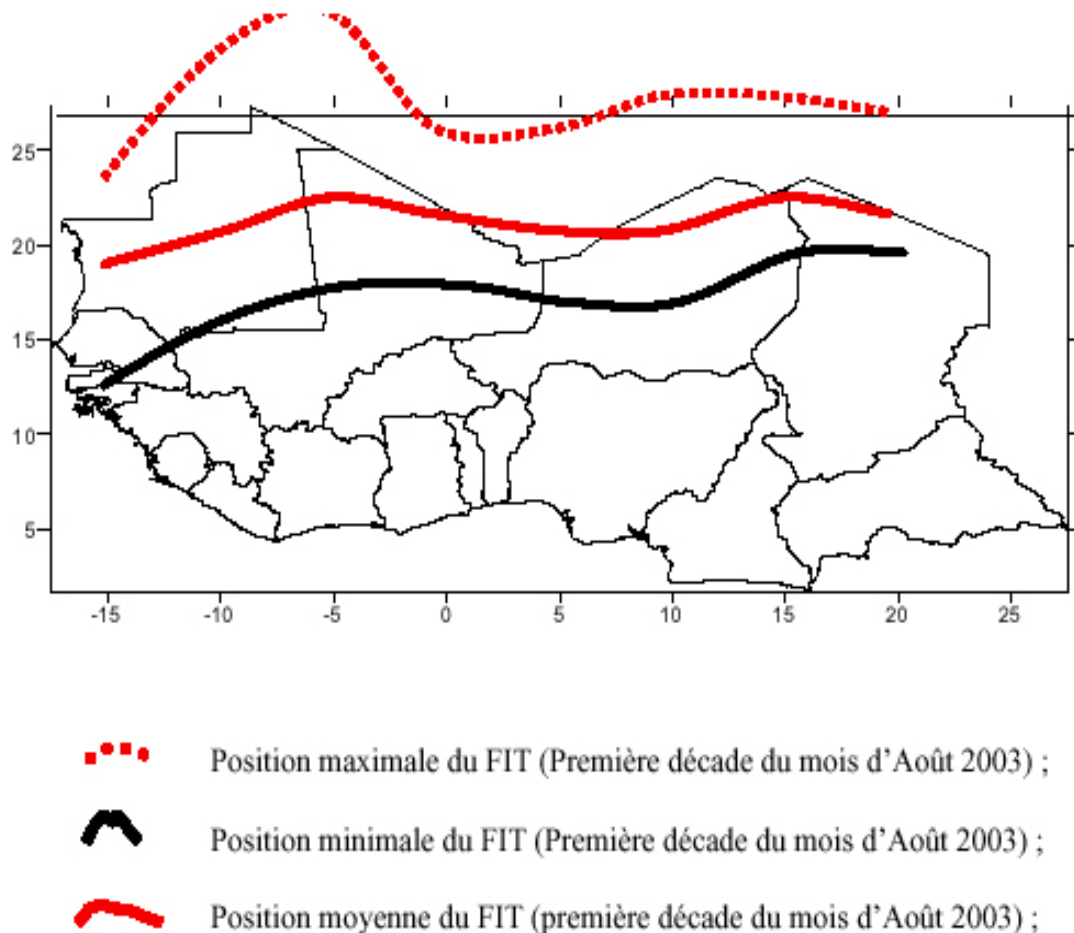 25
20
15
10
5
-15 -10 -5 0 5 10 15 20 25
Position maximale du FIT (Première décade du mois d'Août 2003) ;
Position minimale du FIT (Première décade du mois d'Août 2003) ;
Position moyenne du FIT (première décade du mois d'Août 2003) ;